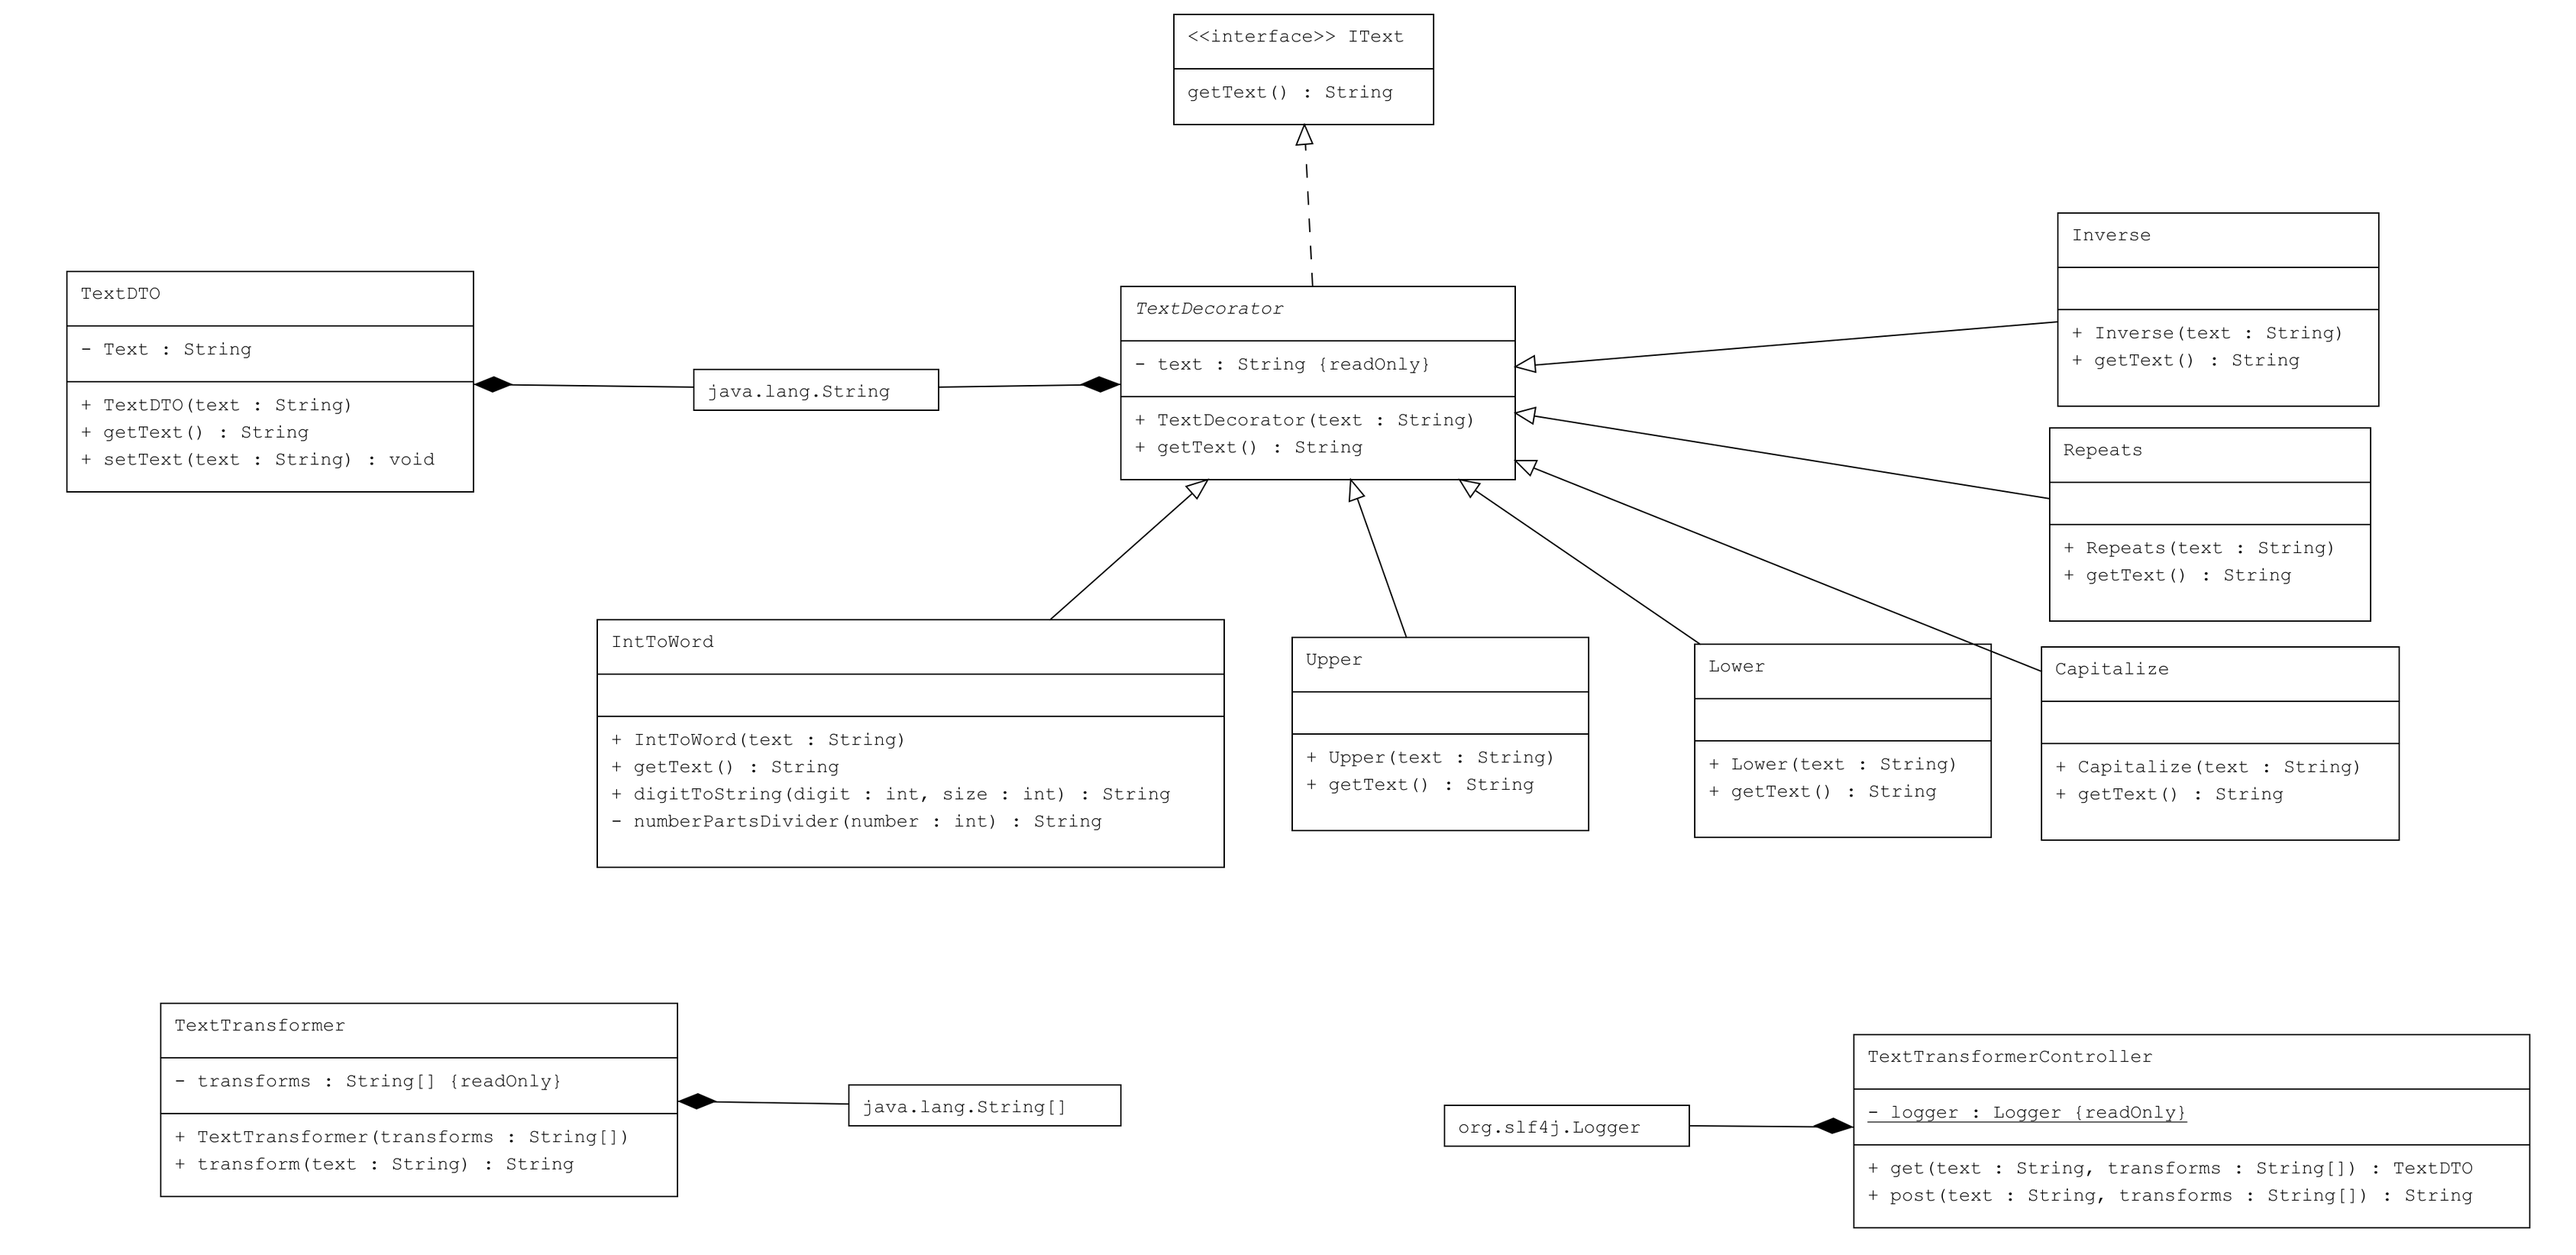 <<interface>> IText
getText() : String
Inverse
+ Inverse(text : String)
+ getText() : String
TextDTO
- Text : String
+ TextDTO(text : String)
+ getText() : String
+ setText(text : String) : void
java.lang.String
TextDecorator
- text : String {readOnly}
+ TextDecorator(text : String)
+ getText() : String
Repeats
+ Repeats(text : String)
+ getText() : String
IntToWord
+ IntToWord(text : String)
+ getText() : String
+ digitToString(digit : int, size : int) : String
- numberPartsDivider(number : int) : String
Upper
+ Upper(text : String)
+ getText() : String
Lower
+ Lower(text : String)
+ getText() : String
Capitalize
+ Capitalize(text : String)
+ getText() : String
TextTransformer
- transforms : String[] {readOnly}
+ TextTransformer(transforms : String[])
+ transform(text : String) : String
java.lang.String[]
org.slf4j.Logger
TextTransformerController
- logger : Logger {readOnly}
+ get(text : String, transforms : String[]) : TextDTO
+ post(text : String, transforms : String[]) : String